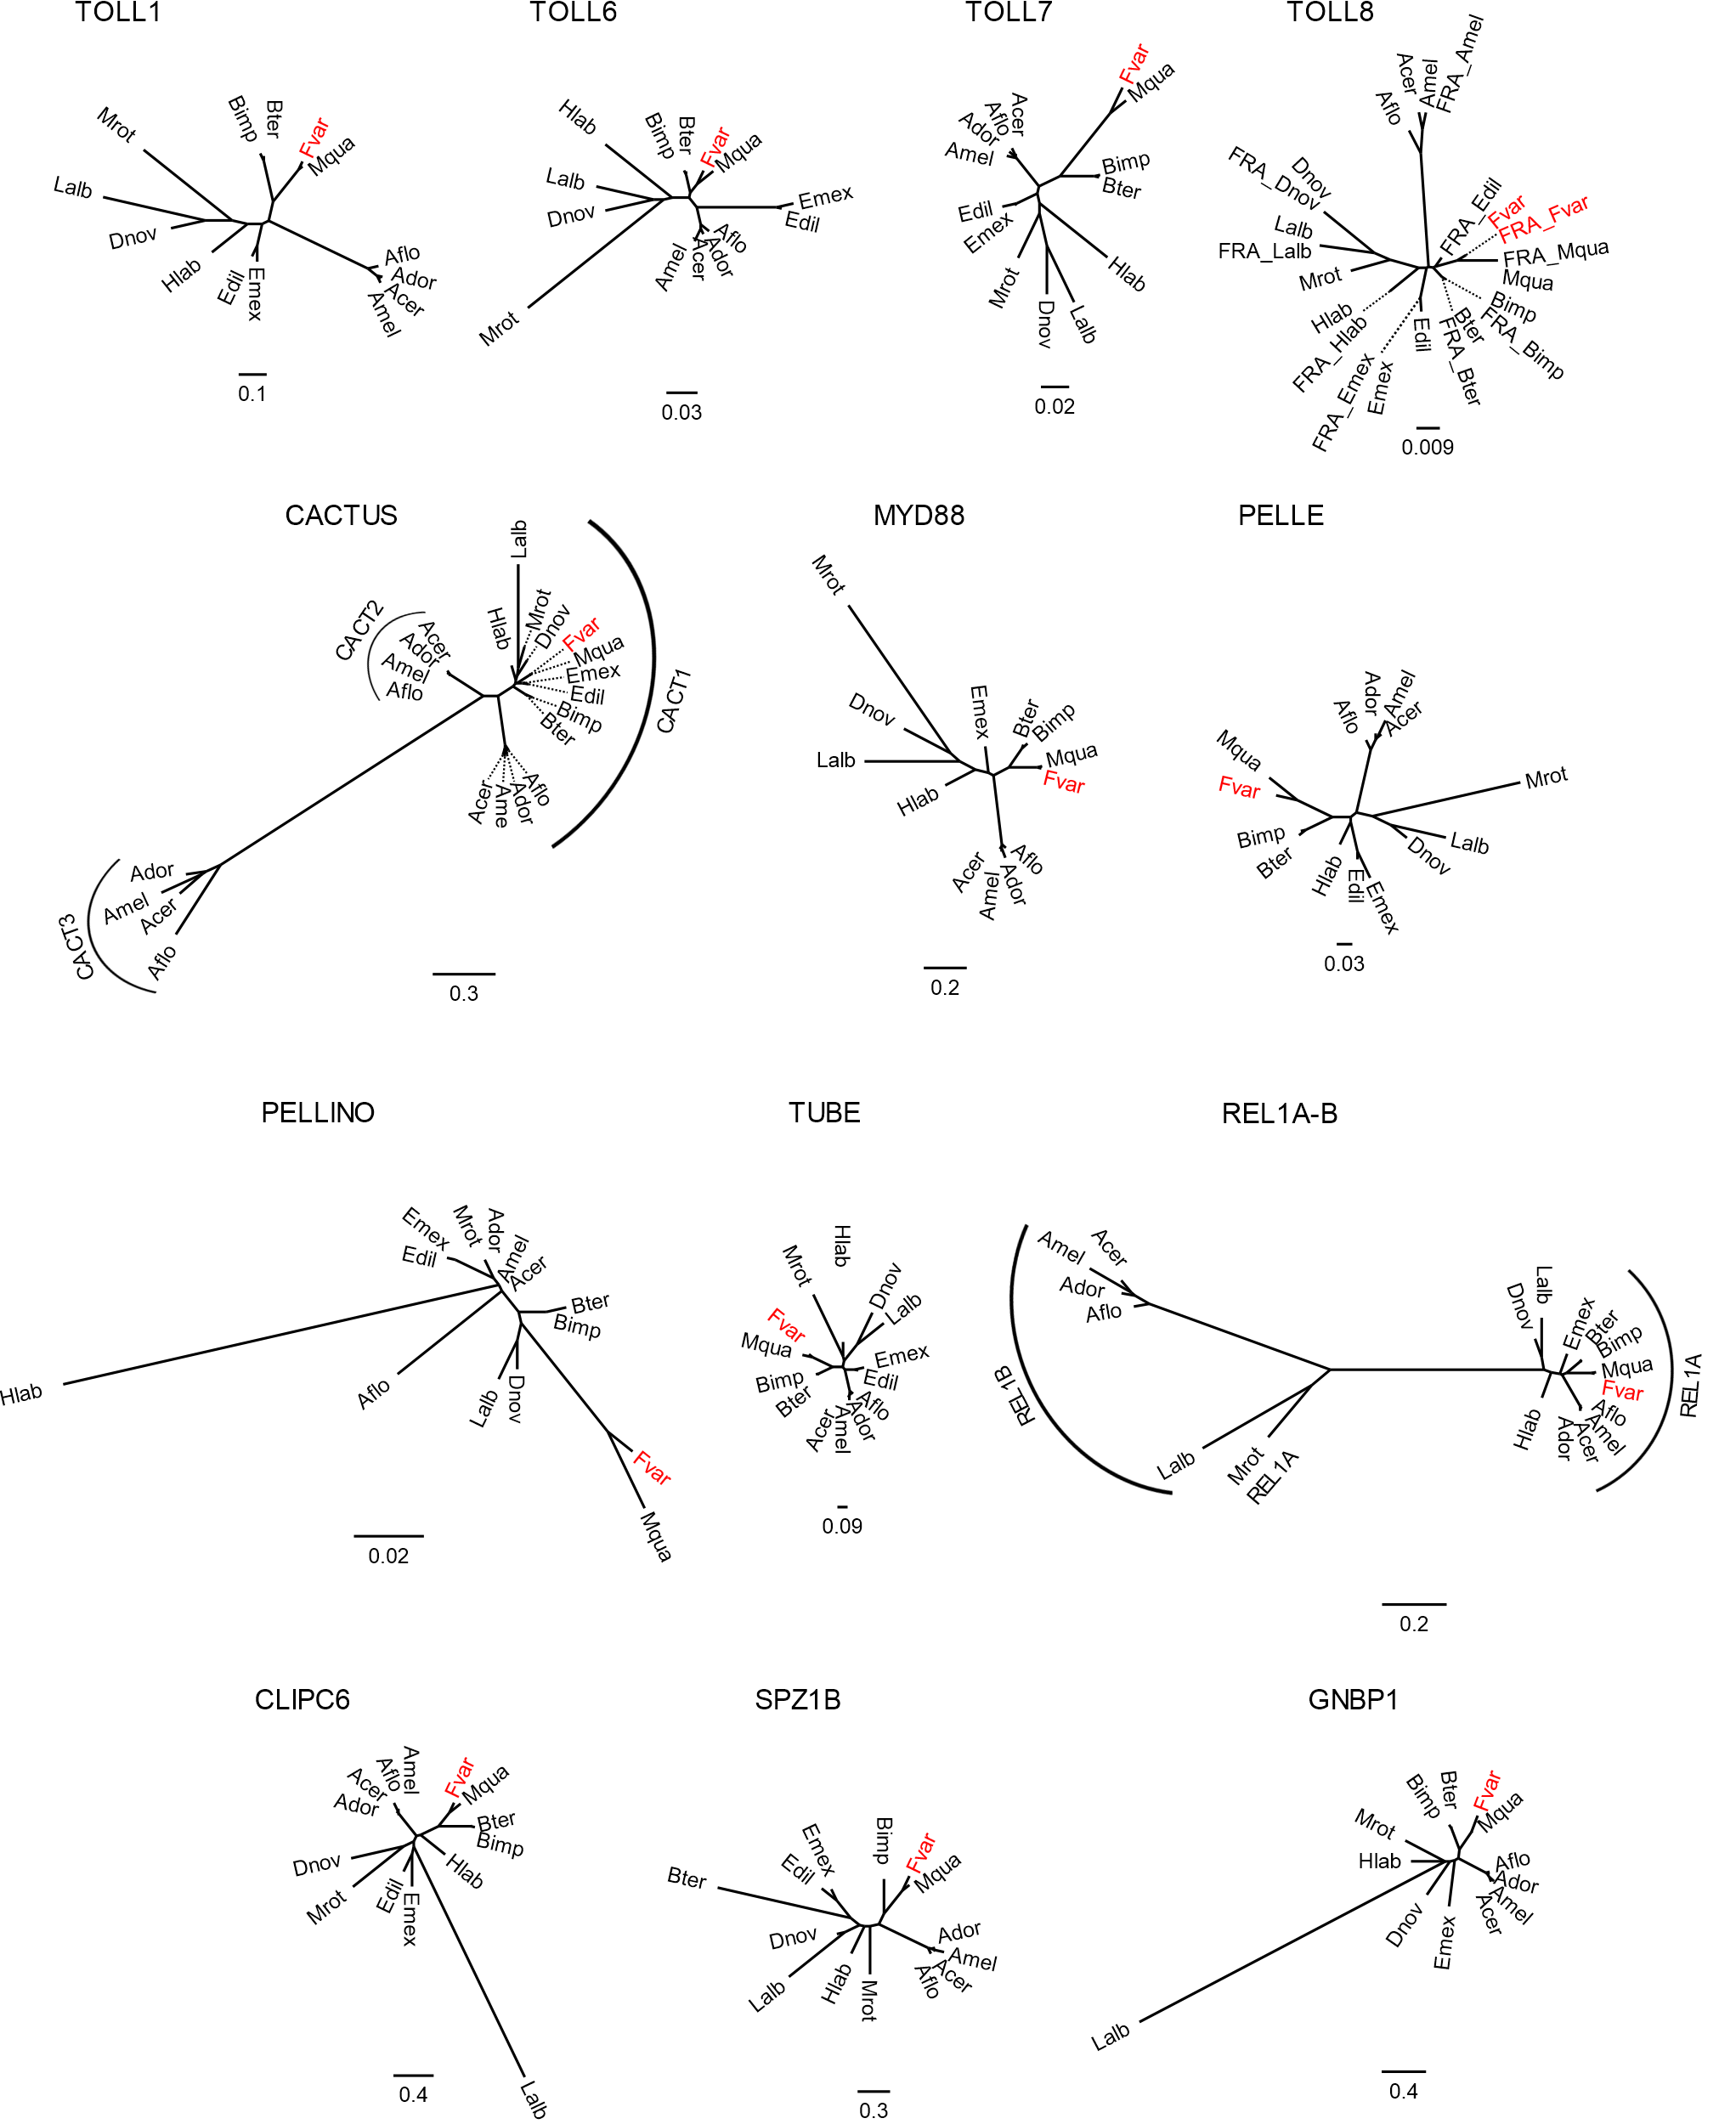 TOLL1
Mrot
Bimp
Bter
Fvar
Mqua
Lalb
Dnov
Hlab
Edil
Emex
Aflo
Ador
Acer
Amel
0.1
TOLL6
Hlab
Bimp
Bter
Fvar
Mqua
Lalb
Dnov
Emex
Edil
Aflo
Ador
Acer
Amel
Mrot
0.03
TOLL7
Fvar
Mqua
Acer
Aflo
Ador
Amel
Bimp
Bter
Edil
Emex
Mrot
Dnov
Lalb
Hlab
0.02
TOLL8
Aflo
Acer
Amel
FRA_Amel
Dnov
FRA_Dnov
Lalb
FRA_Lalb
Mrot
FRA_Edil
Fvar
FRA_Fvar
FRA_Mqua
Mqua
Hlab
FRA_Hlab
FRA_Emex
Emex
Edil
Bter
FRA_Bter
Bimp
FRA_Bimp
0.009
CACTUS
Lalb
CACT2
Acer
Ador
Amel
Aflo
Hlab
Mrot
Dnov
Fvar
Mqua
Emex
Edil
Bimp
Bter
CACT1
Acer
Ame
Ador
Aflo
CACT3
Ador
Amel
Acer
Aflo
0.3
MYD88
Mrot
Dnov
Lalb
Hlab
Emex
Bter
Bimp
Mqua
Fvar
Acer
Amel
Ador
Aflo
0.2
PELLE
Aflo
Ador
Amel
Acer
Mqua
Fvar
Bimp
Bter
Hlab
Edil
Emex
Dnov
Lalb
Mrot
0.03
PELLINO
Emex
Edil
Mrot
Ador
Amel
Acer
Bter
Bimp
Hlab
Aflo
Lalb
Dnov
Fvar
Mqua
0.02
TUBE
Hlab
Mrot
Dnov
Lalb
Fvar
Mqua
Bimp
Bter
Emex
Edil
Aflo
Ador
Amel
Acer
0.09
REL1A-B
Acer
Amel
Ador
Aflo
REL1B
Lalb
Mrot
REL1A
Lalb
Dnov
Emex
Bter
Bimp
Mqua
Fvar
Aflo
Amel
Acer
Ador
Hlab
REL1A
0.2
CLIPC6
Amel
Aflo
Acer
Ador
Fvar
Mqua
Bter
Bimp
Hlab
Dnov
Mrot
Edil
Emex
Lalb
0.4
SPZ1B
Bter
Edil
Emex
Bimp
Fvar
Mqua
Dnov
Lalb
Hlab
Mrot
Ador
Amel
Acer
Aflo
0.3
GNBP1
Mrot
Hlab
Bimp
Bter
Fvar
Mqua
Aflo
Ador
Amel
Acer
Dnov
Emex
Lalb
0.4